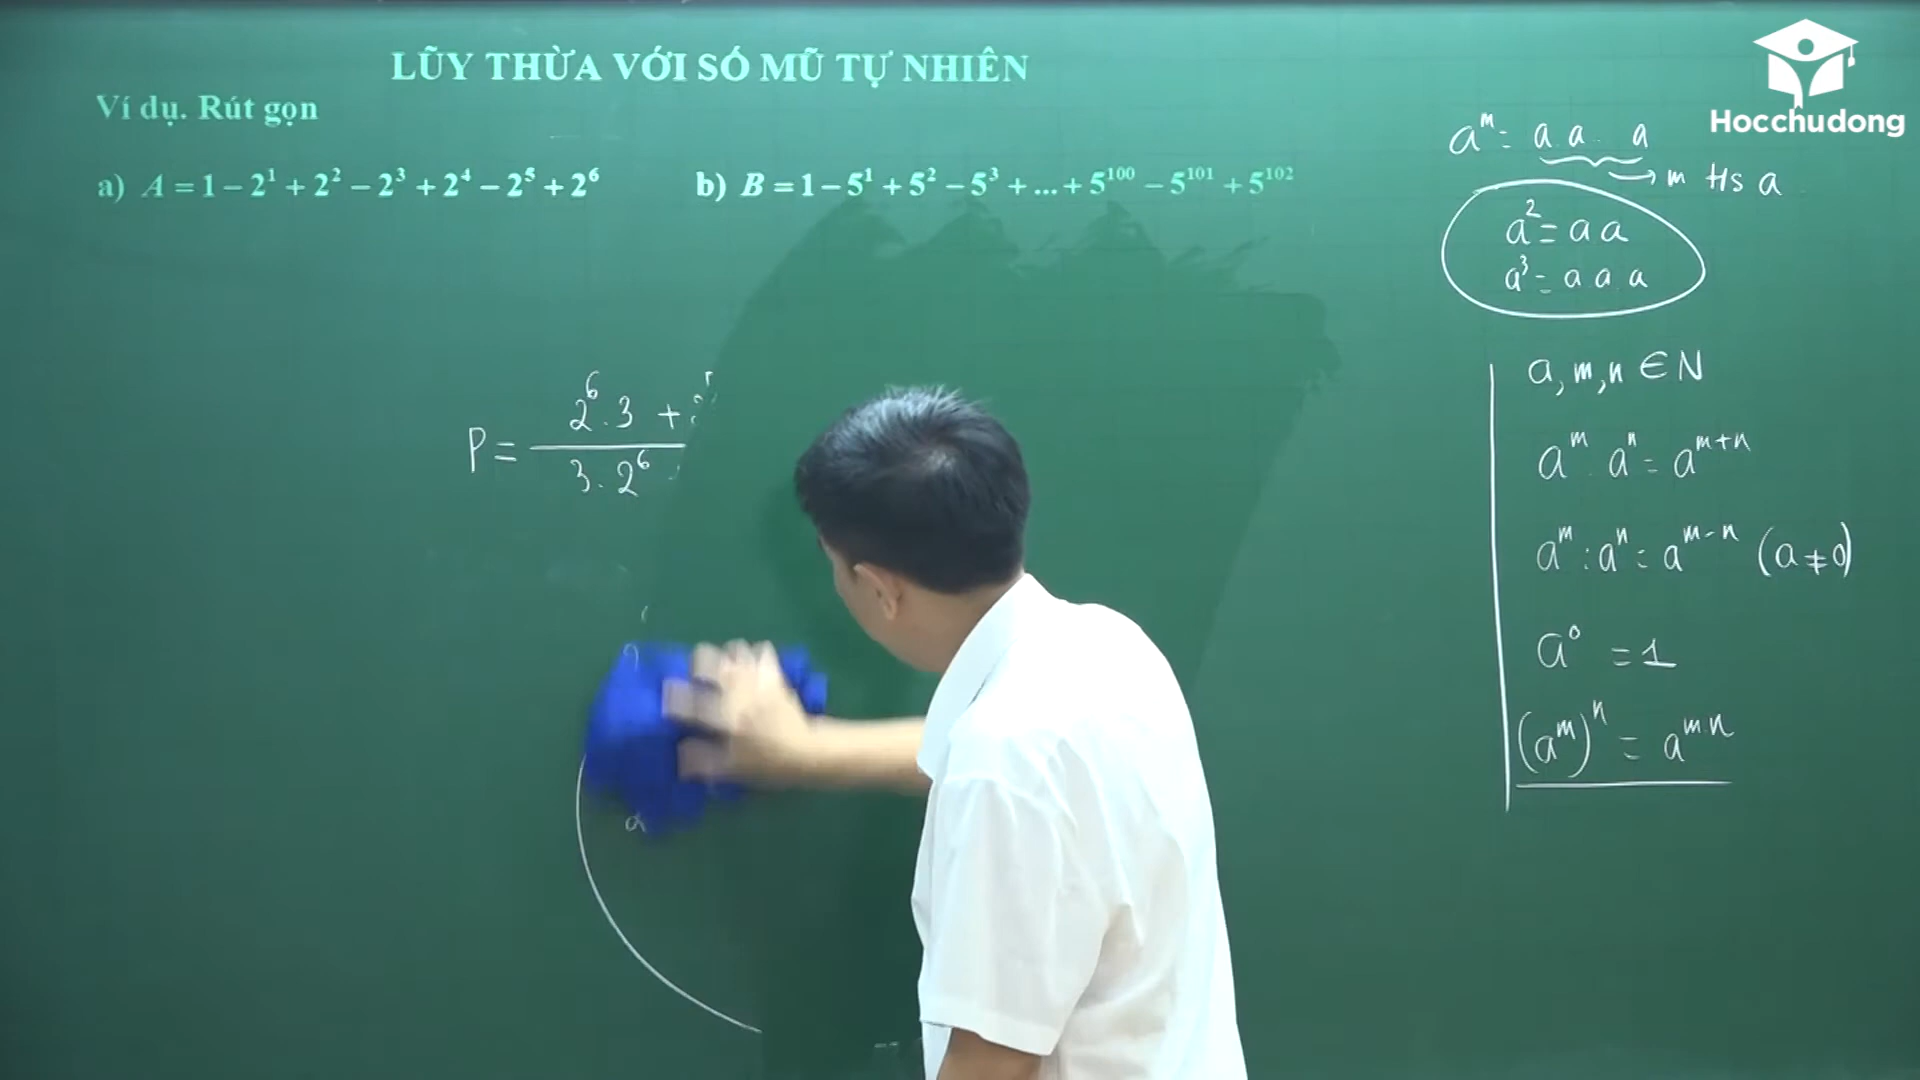 LŨY THỪA VỚI SỐ MŨ TỰ NHIÊN
Ví dụ. Rút gọn
a) A = 1 − 2¹ + 2² − 2³ + 2⁴ − 2⁵ + 2⁶
b) B = 1 − 5¹ + 5² − 5³ + ... + 5¹⁰⁰ − 5¹⁰¹ + 5¹⁰²
Hocchudong
aᵐ = a . a . a
m Hs a
a² = a a
a³ = a a . a
P = 2⁶ . 3 +
3 . 2⁶
a, m, n ∈ N
aᵐ . aⁿ = aᵐ⁺ⁿ
aᵐ : aⁿ = aᵐ⁻ⁿ (a ≠ 0)
a⁰ = 1
(aᵐ)ⁿ = aᵐ·ⁿ